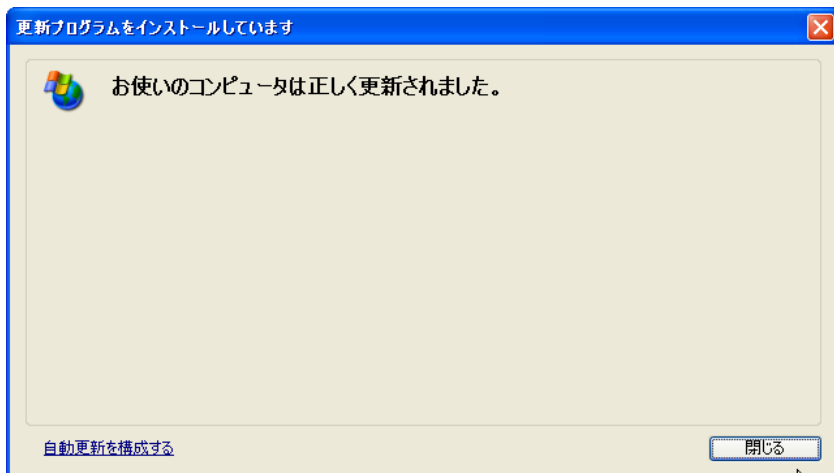 更新プログラムをインストールしています
お使いのコンピュータは正しく更新されました。
自動更新を構成する
閉じる